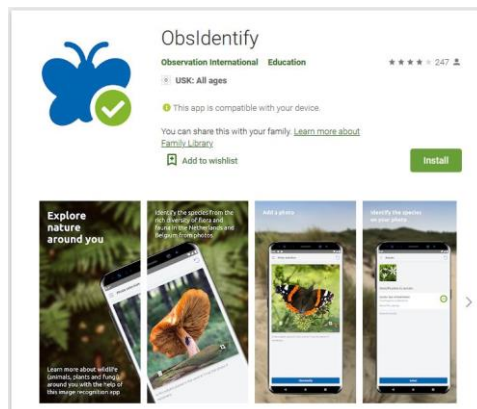 ObsIdentify
Observation International Education
247
USK: All ages
This app is compatible with your device.
You can share this with your family. Learn more about
Family Library
Add to wishlist
Install
Explore
nature
around you
Learn more about wildlife
(animals, plants and fungi)
around you with the help of
this image recognition app
Identify the species from the
rich diversity of flora and
fauna in the Netherlands and
Belgium from photos.
Add a photo
Identify the species
on your photo